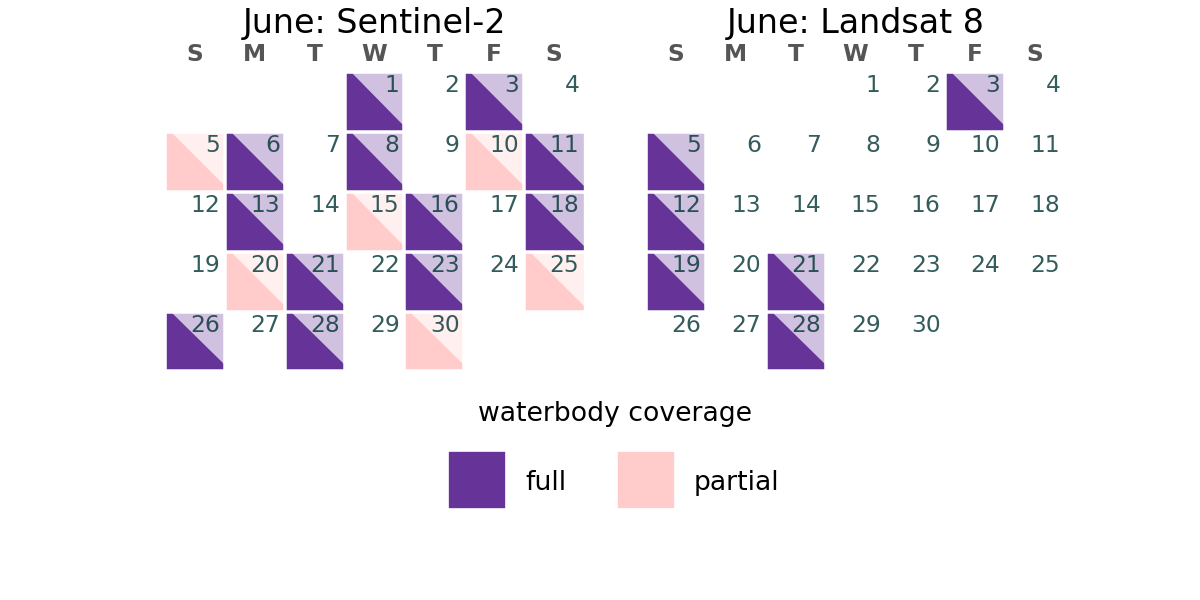 June: Sentinel-2
S M T W T F S
1 2 3 4
5 6 7 8 9 10 11
12 13 14 15 16 17 18
19 20 21 22 23 24 25
26 27 28 29 30
June: Landsat 8
S M T W T F S
1 2 3 4
5 6 7 8 9 10 11
12 13 14 15 16 17 18
19 20 21 22 23 24 25
26 27 28 29 30
waterbody coverage
full partial